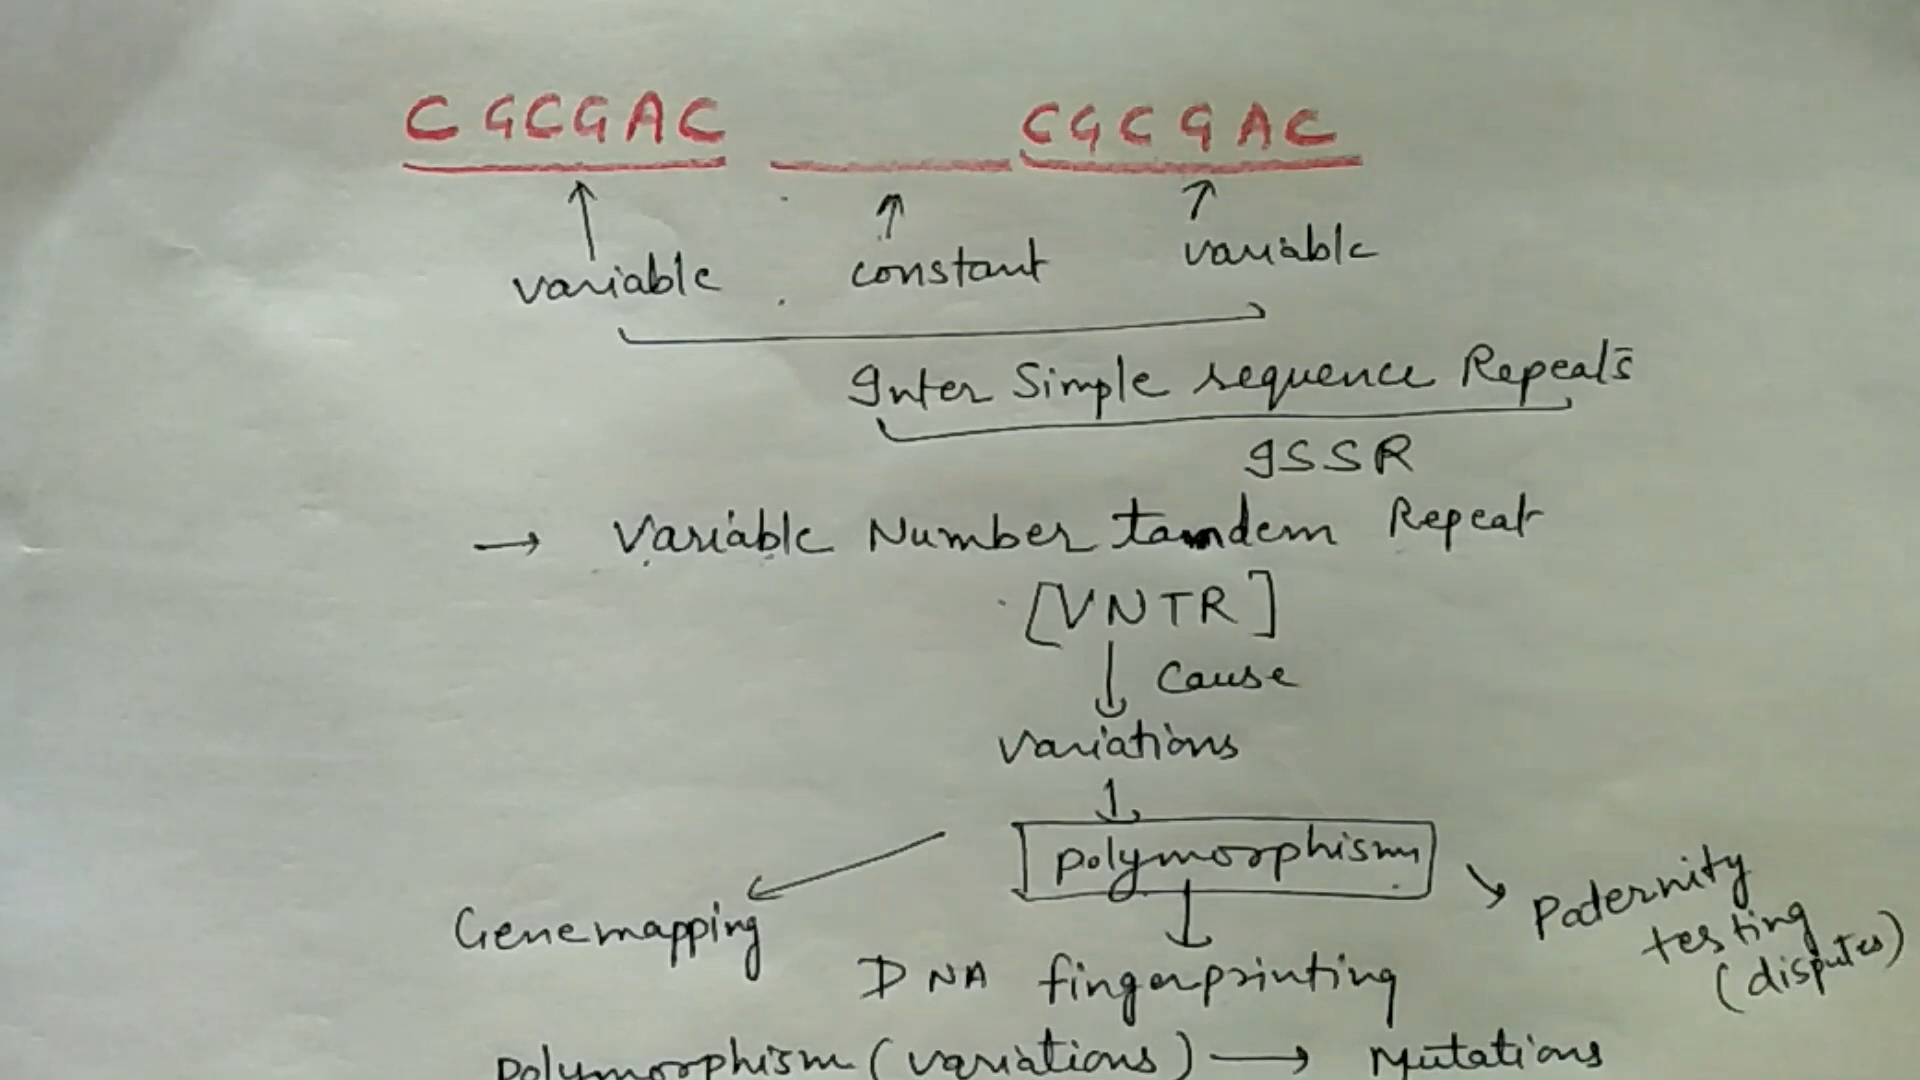 CGCGAC CGCGAC
variable constant variable
Inter Simple sequence Repeats
ISSR
→ Variable Number tandem Repeat
[VNTR]
↓ cause
variations
↓
polymorphism
Genemapping
DNA fingerprinting
Paternity
testing
(disputes)
polymorphism (variations) → Mutations